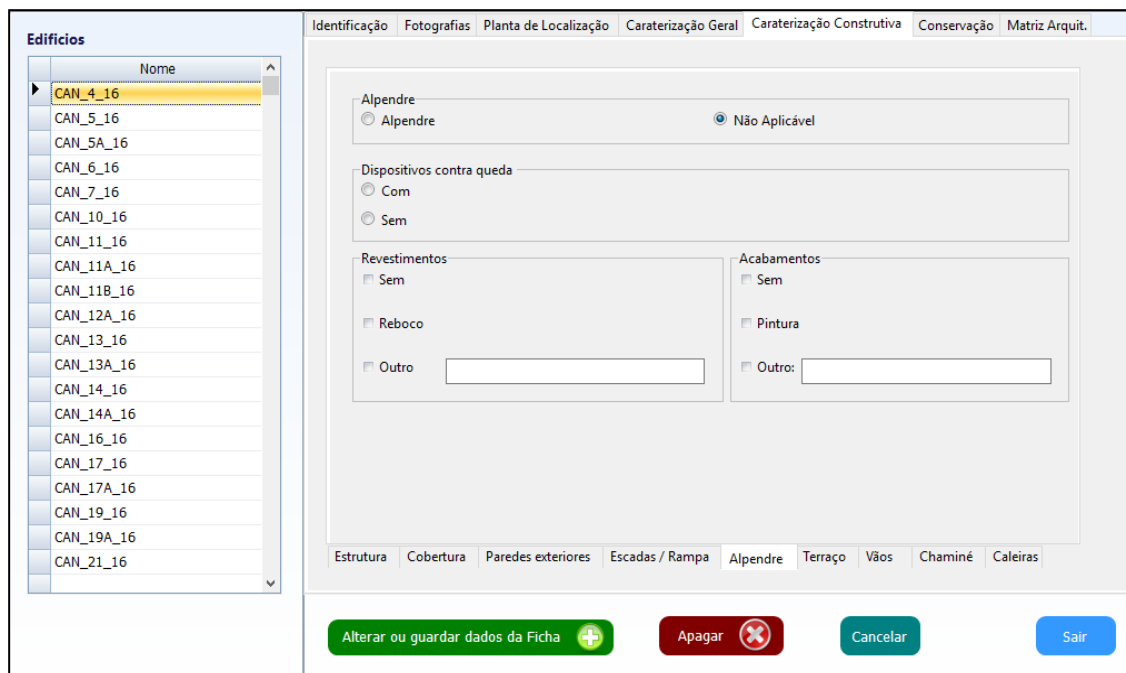 Edificios
Nome
CAN_4_16
CAN_5_16
CAN_5A_16
CAN_6_16
CAN_7_16
CAN_10_16
CAN_11_16
CAN_11A_16
CAN_11B_16
CAN_12A_16
CAN_13_16
CAN_13A_16
CAN_14_16
CAN_14A_16
CAN_16_16
CAN_17_16
CAN_17A_16
CAN_19_16
CAN_19A_16
CAN_21_16
Identificação Fotografias Planta de Localização Caraterização Geral Caraterização Construtiva Conservação Matriz Arquit.
Alpendre
Alpendre Não Aplicável
Dispositivos contra queda
Com
Sem
Revestimentos
Sem
Reboco
Outro
Acabamentos
Sem
Pintura
Outro:
Estrutura Cobertura Paredes exteriores Escadas / Rampa Alpendre Terraço Vãos Chaminé Caleiras
Alterar ou guardar dados da Ficha Apagar Cancelar Sair